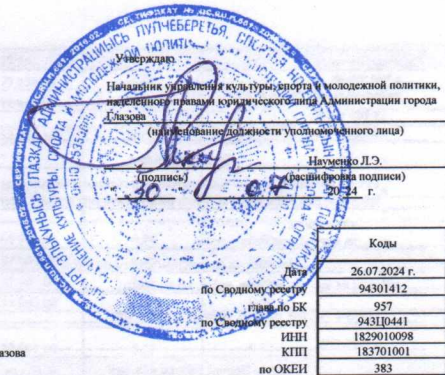 Утверждаю
Начальник управления культуры, спорта и молодежной политики,
наделенного правами юридического лица Администрации города
Глазова
(наименование должности уполномоченного лица)
Науменко Л.Э.
(подпись) (расшифровка подписи)
" 30 " 07 20 24 г.
Коды
Дата 26.07.2024 г.
по Сводному реестру 94301412
глава по БК 957
по Сводному реестру 943Ц0441
ИНН 1829010098
азова КПП 183701001
по ОКЕИ 383